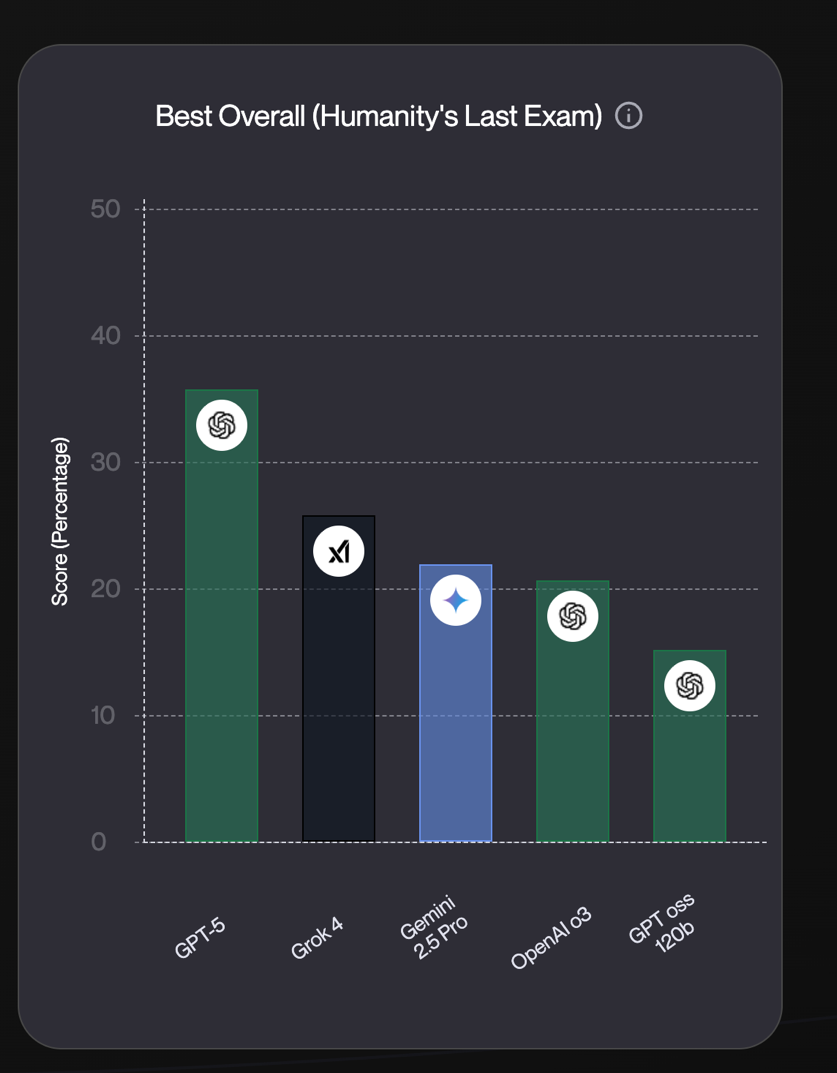 Best Overall (Humanity's Last Exam)
50
40
30
20
10
0
Score (Percentage)
GPT-5
Grok 4
Gemini
2.5 Pro
OpenAI o3
GPT oss
120b